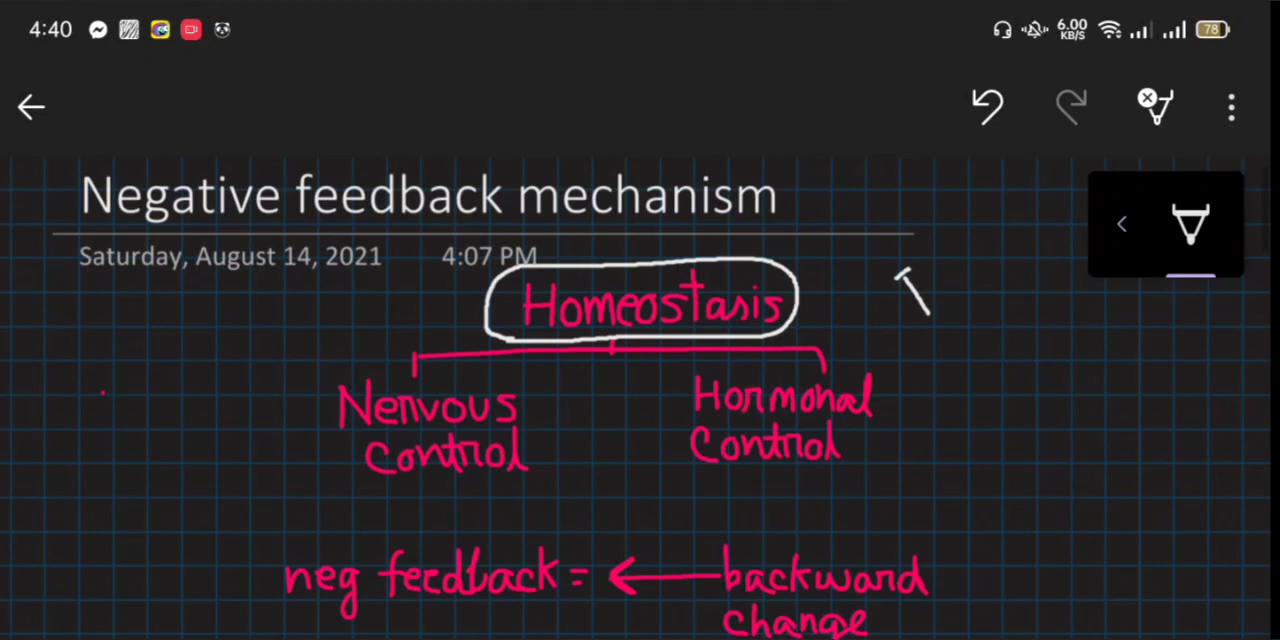 4:40
6.00
KB/S
78
Negative feedback mechanism
Saturday, August 14, 2021 4:07 PM
Homeostasis
Nervous Hormonal
Control Control
neg feedback = ← backward
change